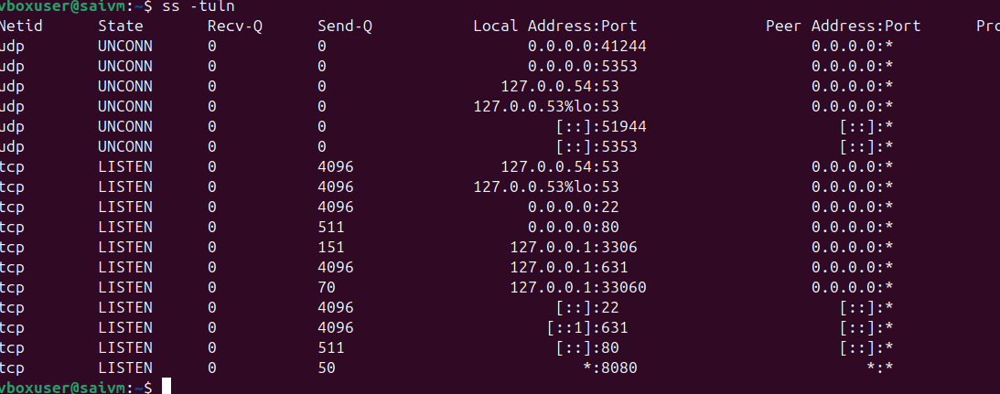 vboxuser@saivm:~$ ss -tuln
Netid State Recv-Q Send-Q Local Address:Port Peer Address:Port Pro
udp UNCONN 0 0 0.0.0.0:41244 0.0.0.0:*
udp UNCONN 0 0 0.0.0.0:5353 0.0.0.0:*
udp UNCONN 0 0 127.0.0.54:53 0.0.0.0:*
udp UNCONN 0 0 127.0.0.53%lo:53 0.0.0.0:*
udp UNCONN 0 0 [::]:51944 [::]:*
udp UNCONN 0 0 [::]:5353 [::]:*
tcp LISTEN 0 4096 127.0.0.54:53 0.0.0.0:*
tcp LISTEN 0 4096 127.0.0.53%lo:53 0.0.0.0:*
tcp LISTEN 0 4096 0.0.0.0:22 0.0.0.0:*
tcp LISTEN 0 511 0.0.0.0:80 0.0.0.0:*
tcp LISTEN 0 151 127.0.0.1:3306 0.0.0.0:*
tcp LISTEN 0 4096 127.0.0.1:631 0.0.0.0:*
tcp LISTEN 0 70 127.0.0.1:33060 0.0.0.0:*
tcp LISTEN 0 4096 [::]:22 [::]:*
tcp LISTEN 0 4096 [::1]:631 [::]:*
tcp LISTEN 0 511 [::]:80 [::]:*
tcp LISTEN 0 50 *:8080 *:*
vboxuser@saivm:~$